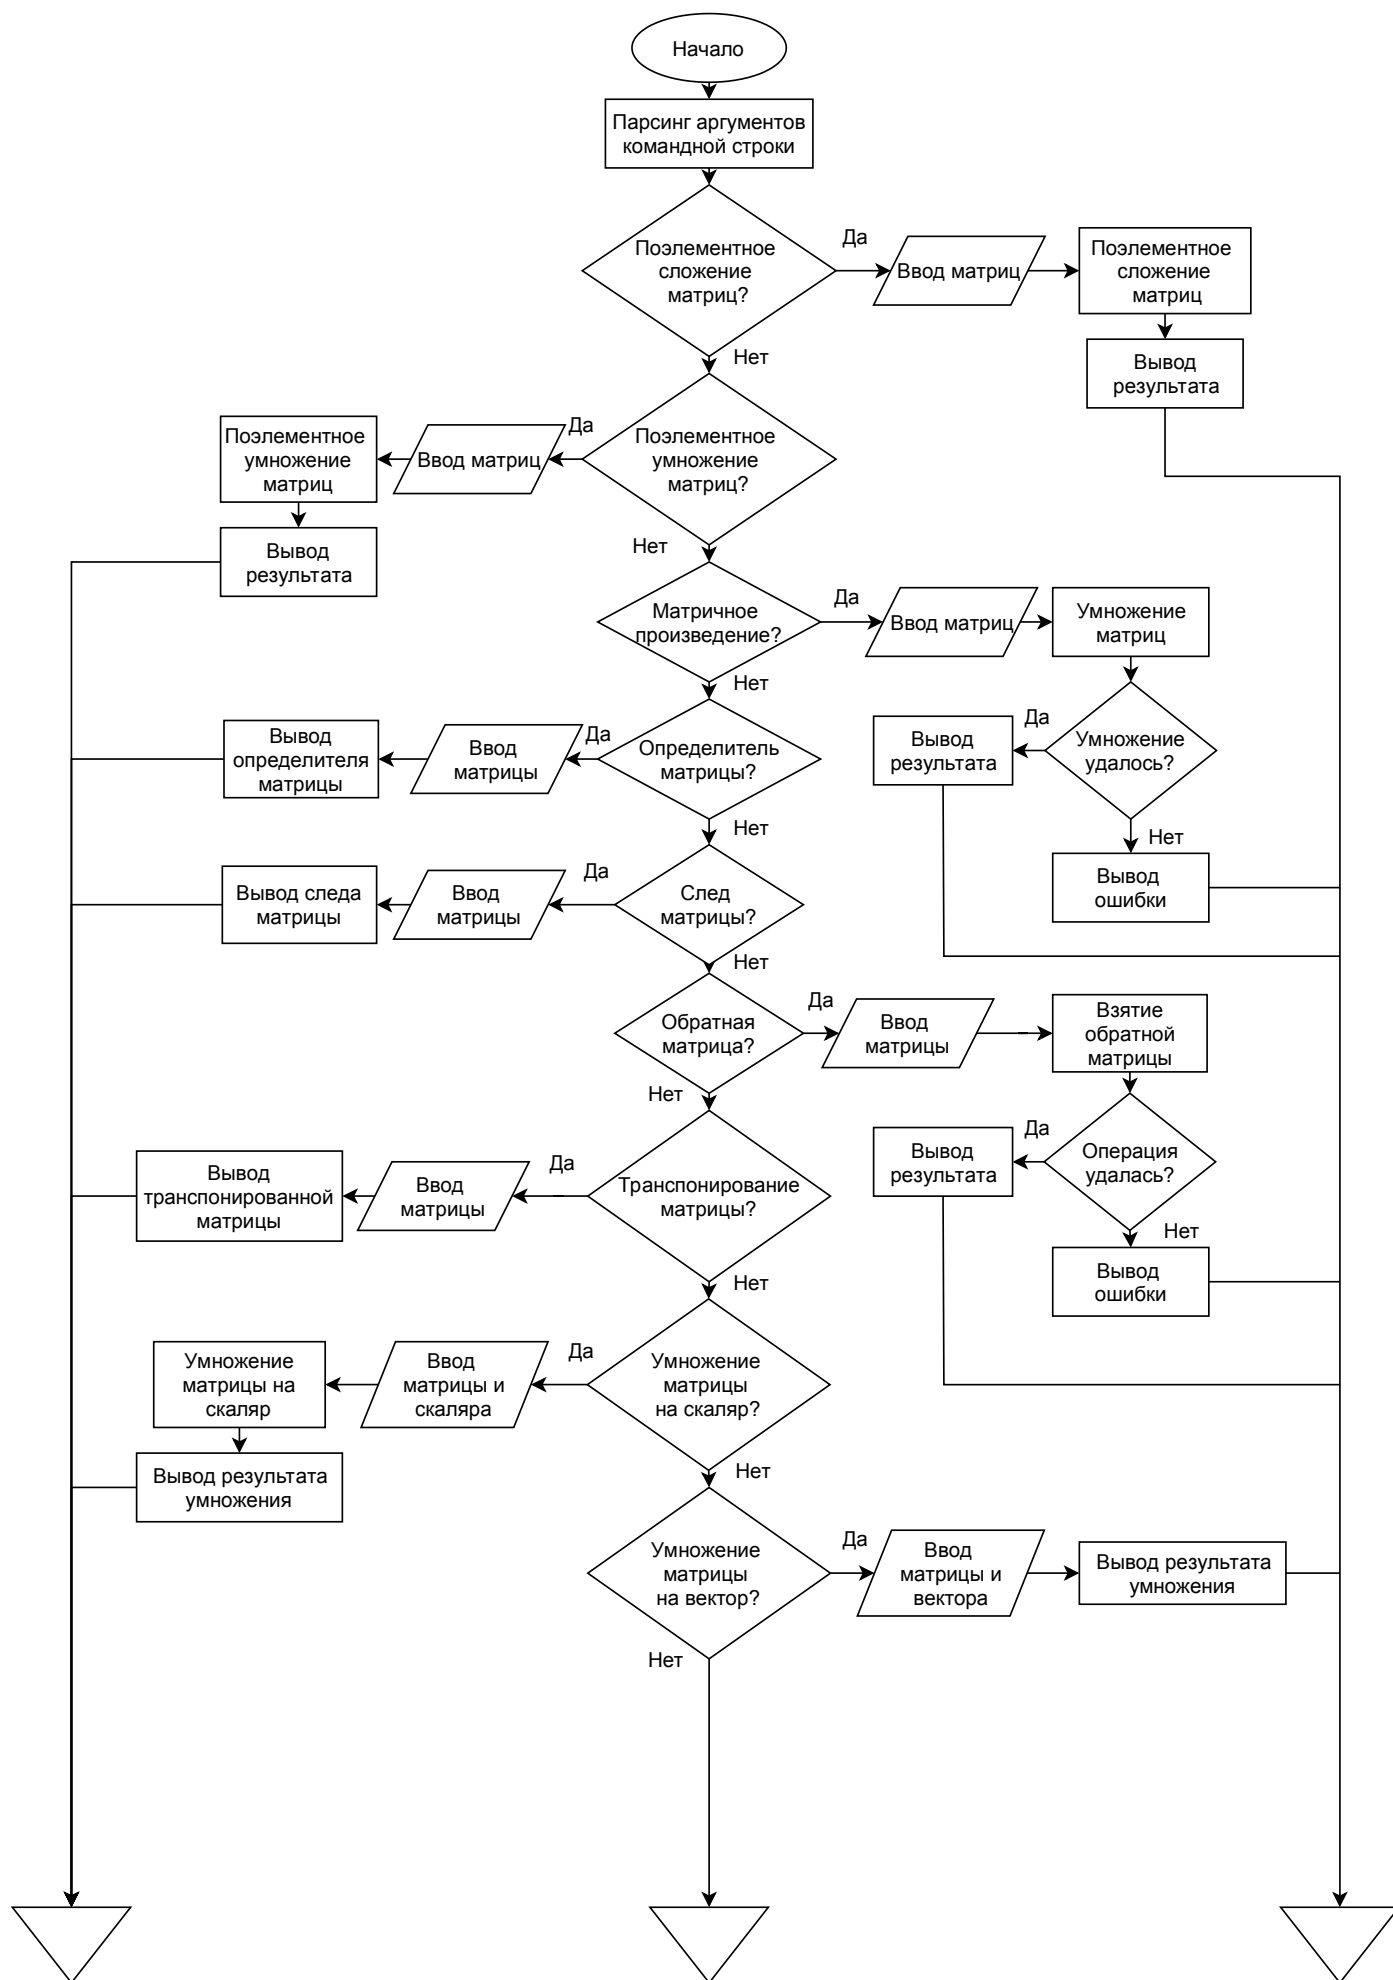 Начало
Парсинг аргументов
командной строки
Поэлементное
сложение
матриц?
Да
Ввод матриц
Поэлементное
сложение
матриц
Нет
Вывод
результата
Поэлементное
умножение
матриц?
Да
Ввод матриц
Поэлементное
умножение
матриц
Вывод
результата
Нет
Матричное
произведение?
Да
Ввод матриц
Умножение
матриц
Умножение
удалось?
Да
Вывод
результата
Нет
Вывод
ошибки
Нет
Определитель
матрицы?
Да
Ввод
матрицы
Вывод
определителя
матрицы
Нет
След
матрицы?
Да
Ввод
матрицы
Вывод следа
матрицы
Нет
Обратная
матрица?
Да
Ввод
матрицы
Взятие
обратной
матрицы
Операция
удалась?
Да
Вывод
результата
Нет
Вывод
ошибки
Нет
Транспонирование
матрицы?
Да
Ввод
матрицы
Вывод
транспонированной
матрицы
Нет
Умножение
матрицы
на скаляр?
Да
Ввод
матрицы и
скаляра
Умножение
матрицы на
скаляр
Вывод результата
умножения
Нет
Умножение
матрицы
на вектор?
Да
Ввод
матрицы и
вектора
Вывод результата
умножения
Нет